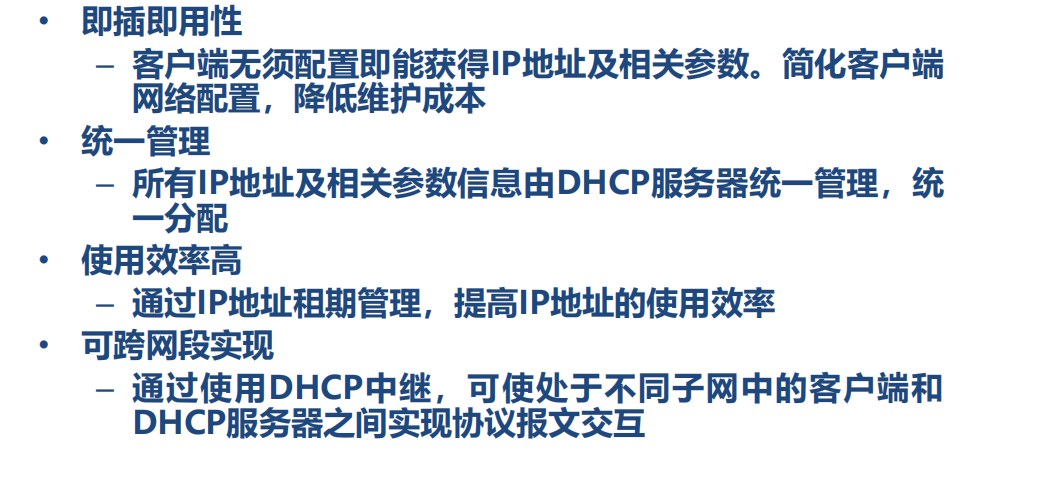 • 即插即用性
– 客户端无须配置即能获得IP地址及相关参数。简化客户端
网络配置，降低维护成本
• 统一管理
– 所有IP地址及相关参数信息由DHCP服务器统一管理，统
一分配
• 使用效率高
– 通过IP地址租期管理，提高IP地址的使用效率
• 可跨网段实现
– 通过使用DHCP中继，可使处于不同子网中的客户端和
DHCP服务器之间实现协议报文交互